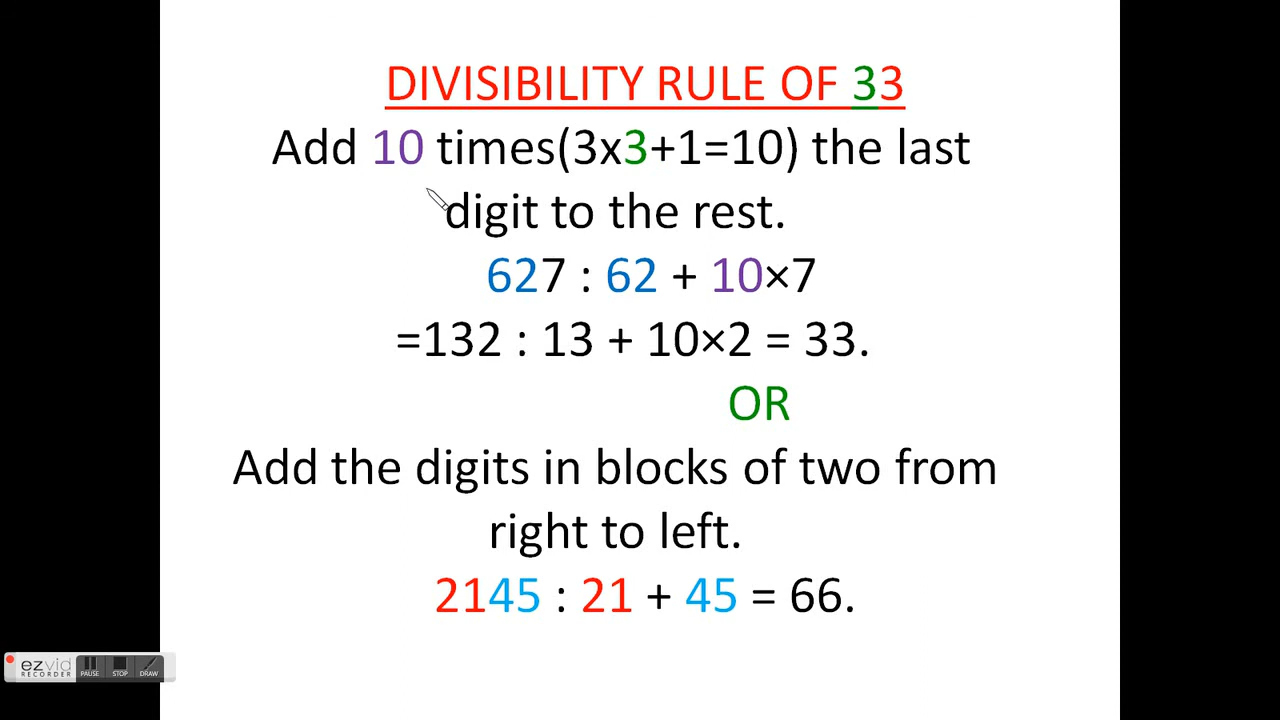 DIVISIBILITY RULE OF 33
Add 10 times(3x3+1=10) the last
digit to the rest.
627 : 62 + 10×7
=132 : 13 + 10×2 = 33.
OR
Add the digits in blocks of two from
right to left.
2145 : 21 + 45 = 66.
ezvid
RECORDER
PAUSE STOP DRAW